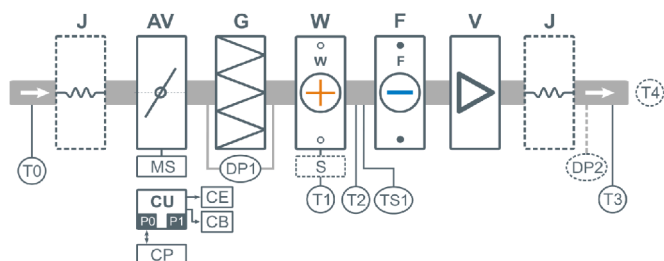 J AV G W F V J
W F
T4
T0 MS DP1 S DP2
T1 T2 TS1 T3
CU CE
P0 P1 CB
CP